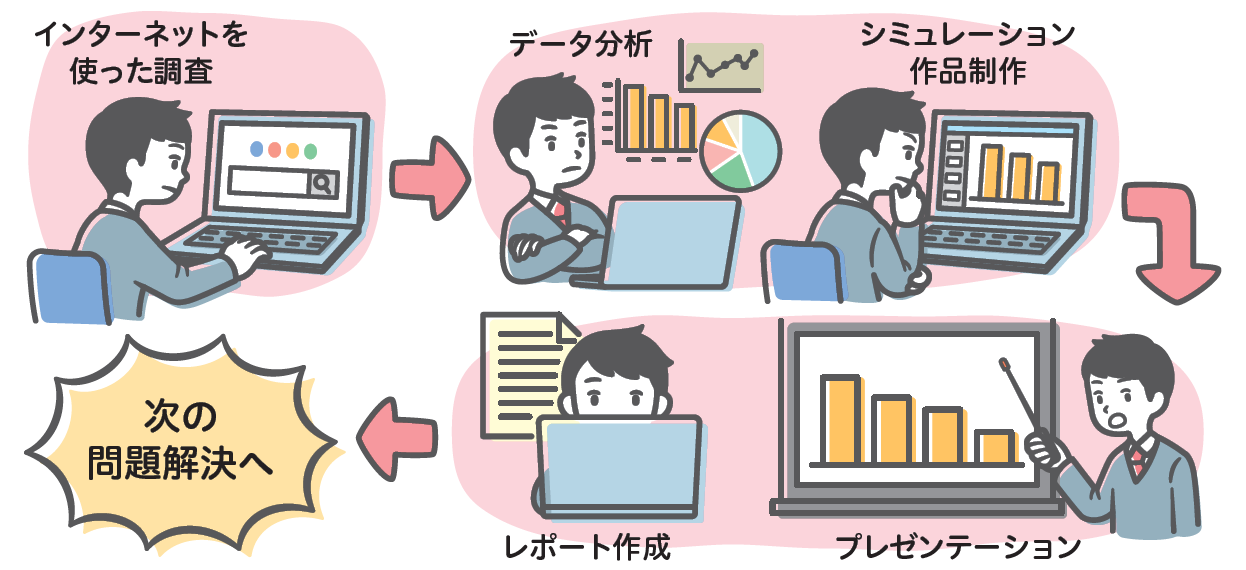 インターネットを
使った調査
データ分析
シミュレーション
作品制作
プレゼンテーション
レポート作成
次の
問題解決へ